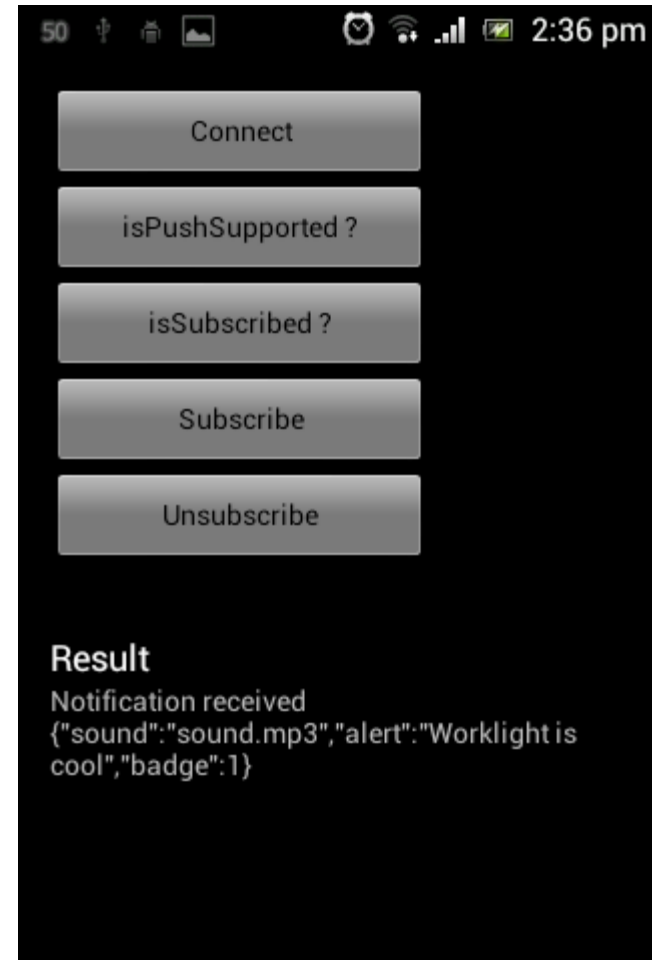 50 2:36 pm
Connect
isPushSupported ?
isSubscribed ?
Subscribe
Unsubscribe
Result
Notification received
{"sound":"sound.mp3","alert":"Worklight is
cool","badge":1}